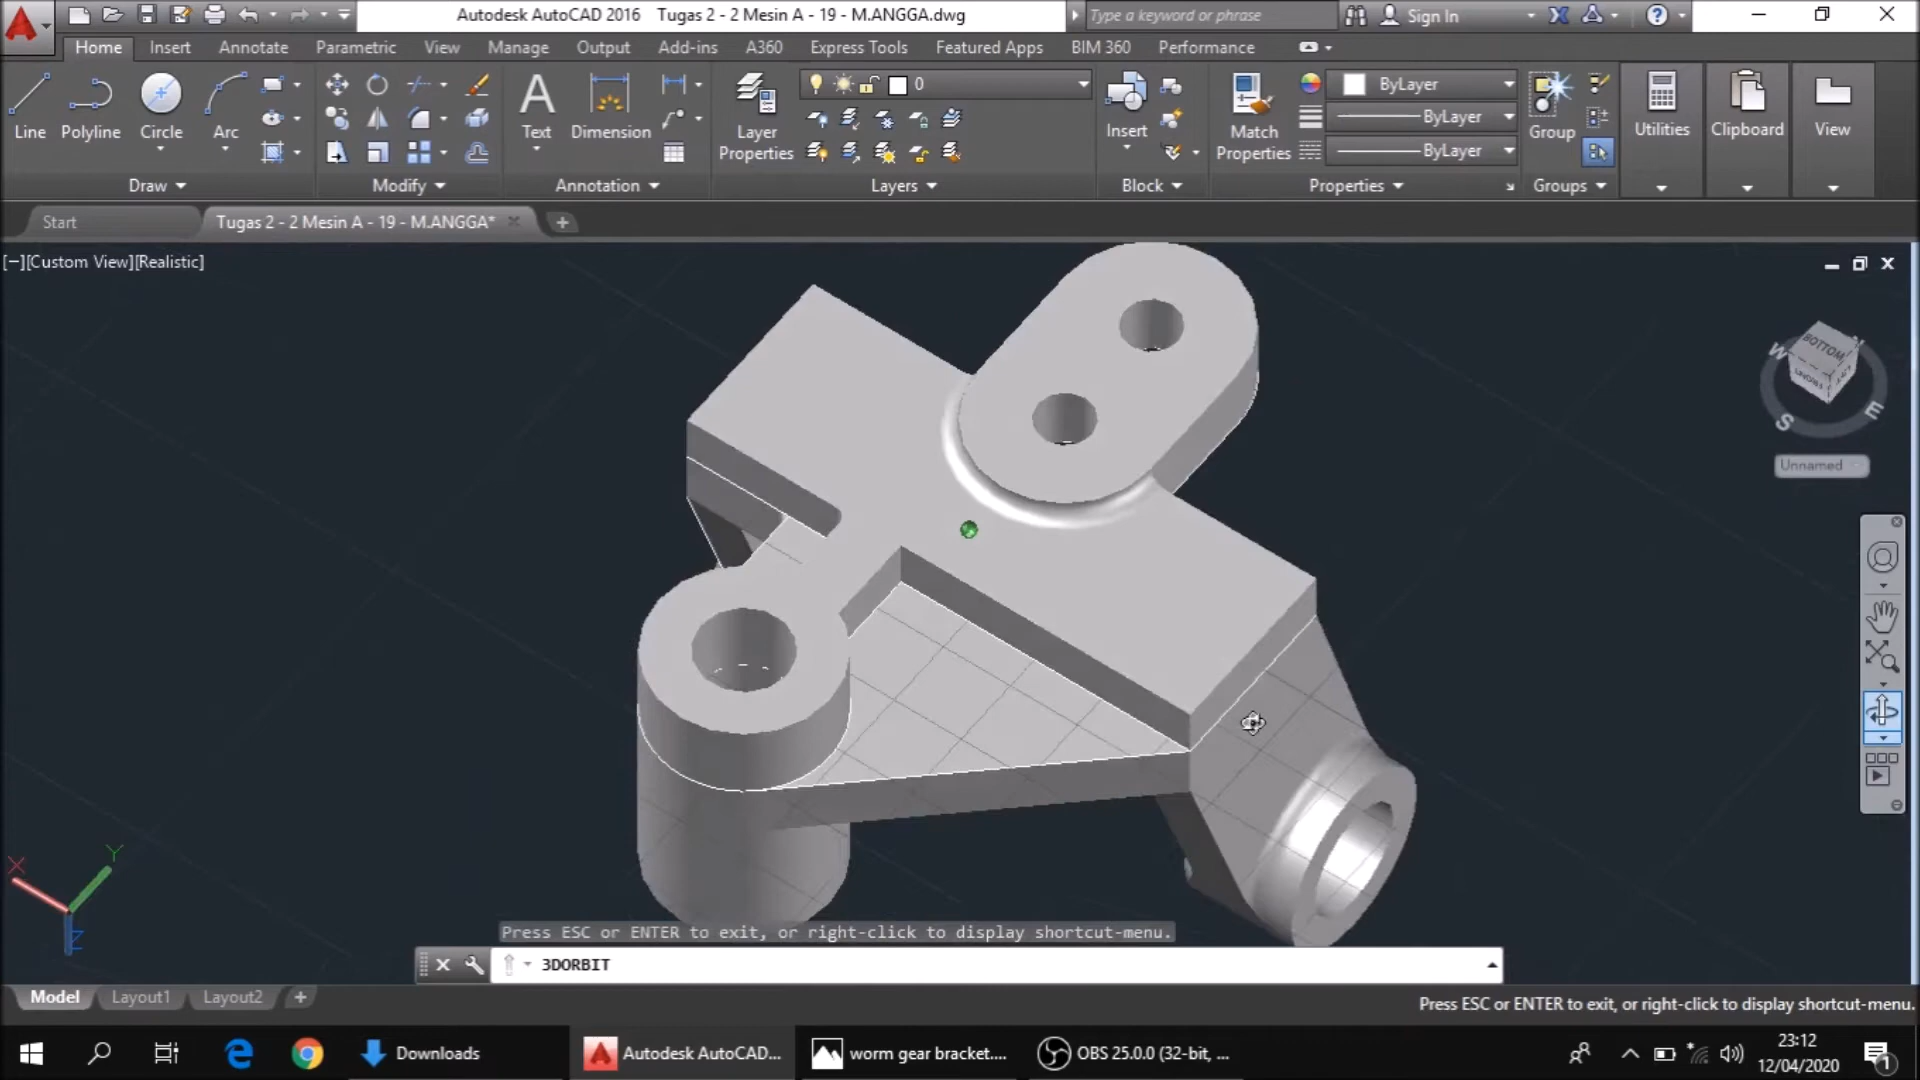 Autodesk AutoCAD 2016 Tugas 2 - 2 Mesin A - 19 - M.ANGGA.dwg
Type a keyword or phrase
Sign In
Home Insert Annotate Parametric View Manage Output Add-ins A360 Express Tools Featured Apps BIM 360 Performance
Line Polyline Circle Arc
Text Dimension
Layer Properties
0
Insert
Match Properties
ByLayer
ByLayer
ByLayer
Group
Utilities
Clipboard
View
Draw Modify Annotation Layers Block Properties Groups
Start
Tugas 2 - 2 Mesin A - 19 - M.ANGGA*
[−][Custom View][Realistic]
BOTTOM
W
S
E
Unnamed
X
Y
Z
Press ESC or ENTER to exit, or right-click to display shortcut-menu.
3DORBIT
Model Layout1 Layout2
Press ESC or ENTER to exit, or right-click to display shortcut-menu.
Downloads
Autodesk AutoCAD...
worm gear bracket....
OBS 25.0.0 (32-bit, ...
23:12
12/04/2020
1